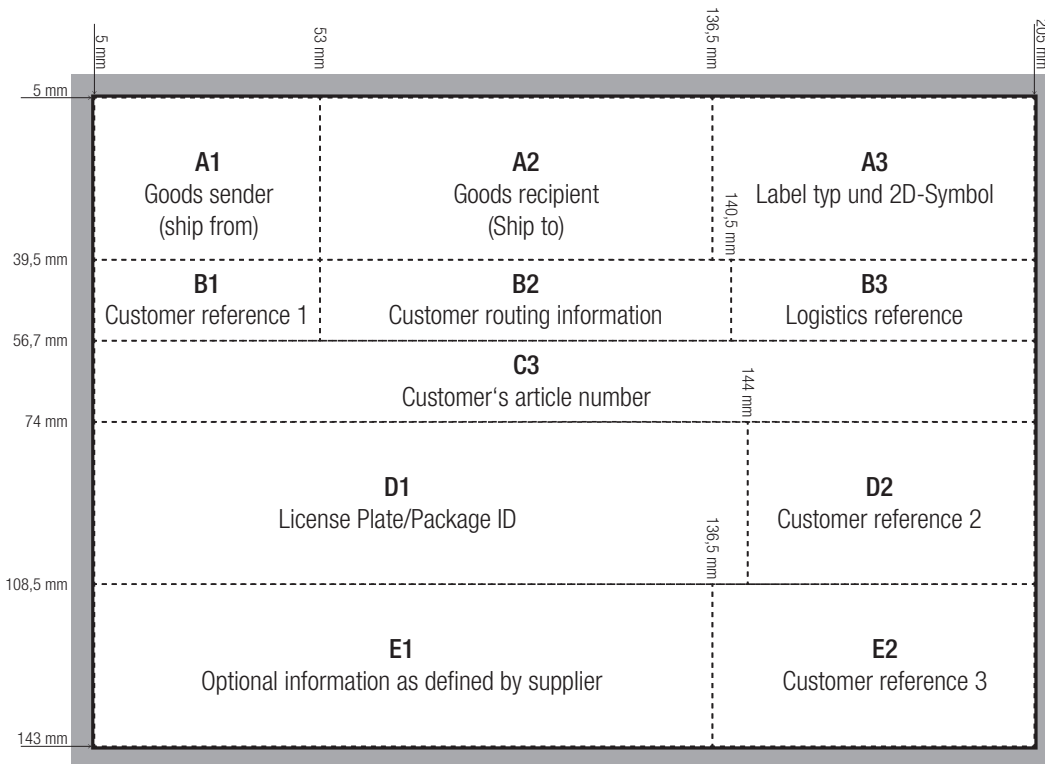 5 mm
53 mm
136,5 mm
205 mm
5 mm
A1
Goods sender
(ship from)
A2
Goods recipient
(Ship to)
A3
Label typ und 2D-Symbol
140,5 mm
39,5 mm
B1
Customer reference 1
B2
Customer routing information
B3
Logistics reference
56,7 mm
C3
Customer‘s article number
144 mm
74 mm
D1
License Plate/Package ID
D2
Customer reference 2
136,5 mm
108,5 mm
E1
Optional information as defined by supplier
E2
Customer reference 3
143 mm